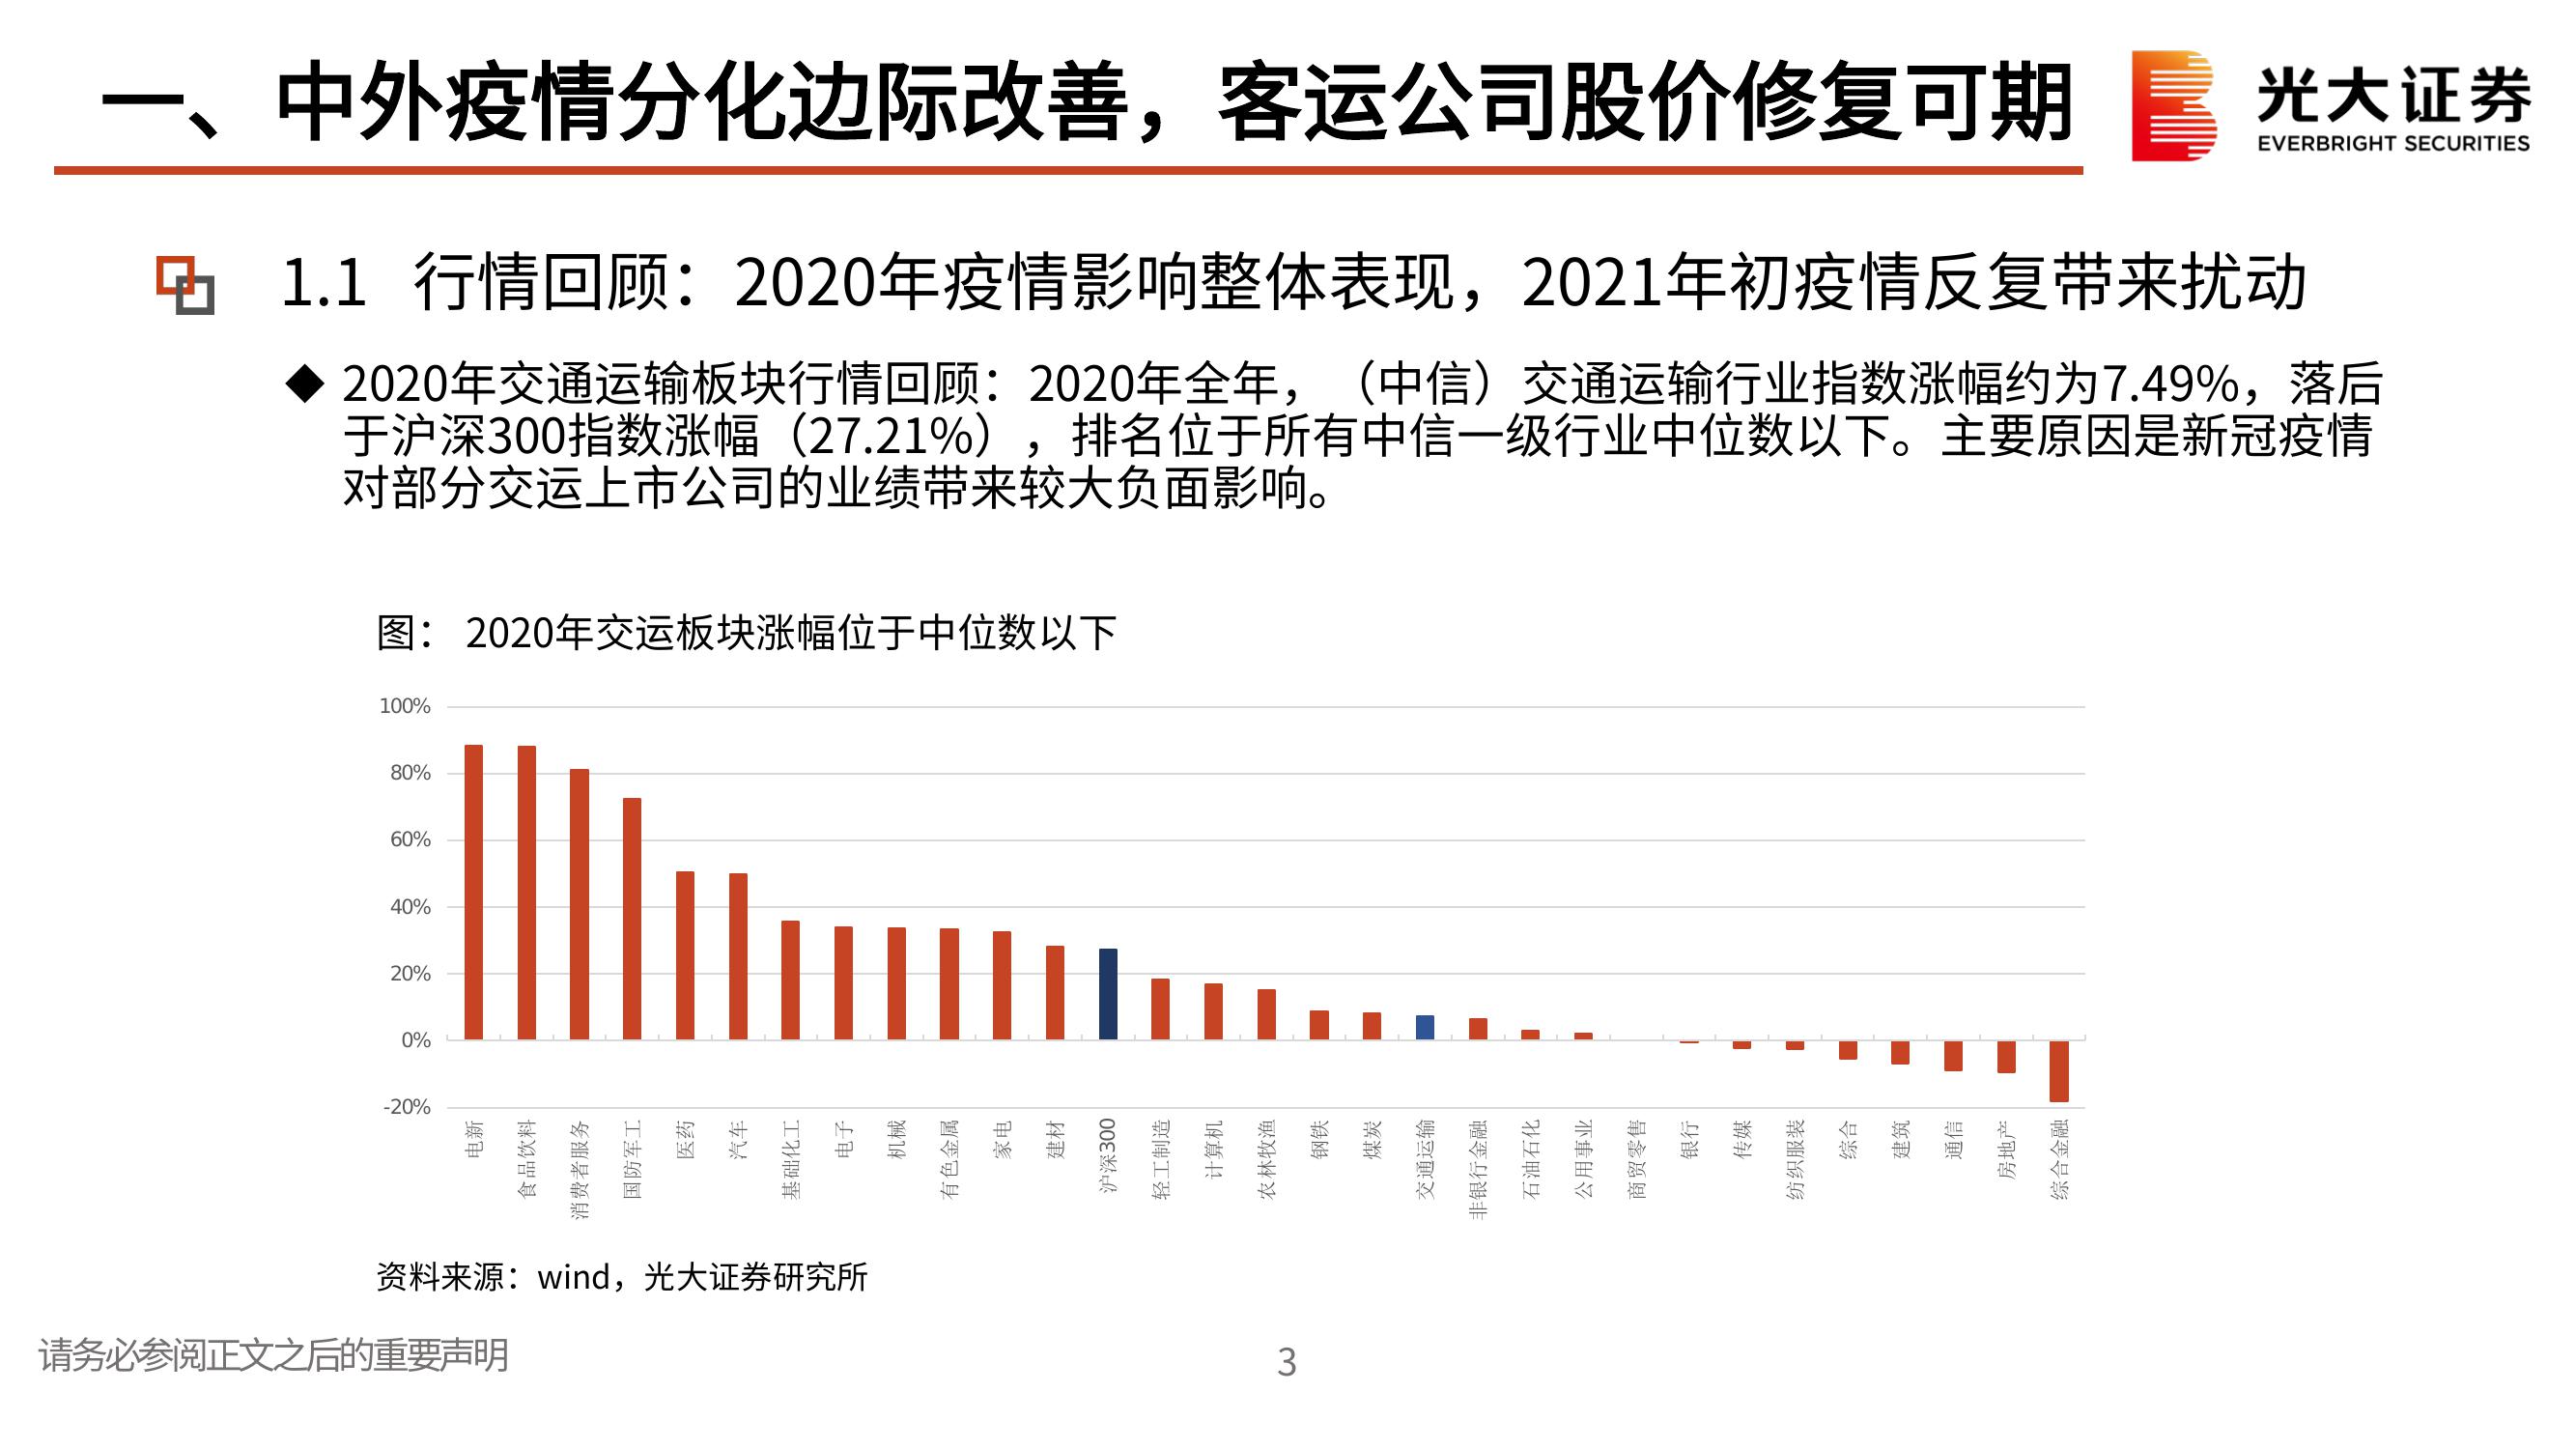 一、中外疫情分化边际改善，客运公司股价修复可期
光大证券
EVERBRIGHT SECURITIES
1.1 行情回顾：2020年疫情影响整体表现，2021年初疫情反复带来扰动
◆ 2020年交通运输板块行情回顾：2020年全年，（中信）交通运输行业指数涨幅约为7.49%，落后
于沪深300指数涨幅（27.21%），排名位于所有中信一级行业中位数以下。主要原因是新冠疫情
对部分交运上市公司的业绩带来较大负面影响。
图： 2020年交运板块涨幅位于中位数以下
100%
80%
60%
40%
20%
0%
-20%
电新
食品饮料
消费者服务
国防军工
医药
汽车
基础化工
电子
机械
有色金属
家电
建材
沪深300
轻工制造
计算机
农林牧渔
钢铁
煤炭
交通运输
非银行金融
石油石化
公用事业
商贸零售
银行
传媒
纺织服装
综合
建筑
通信
房地产
综合金融
资料来源：wind，光大证券研究所
请务必参阅正文之后的重要声明
3